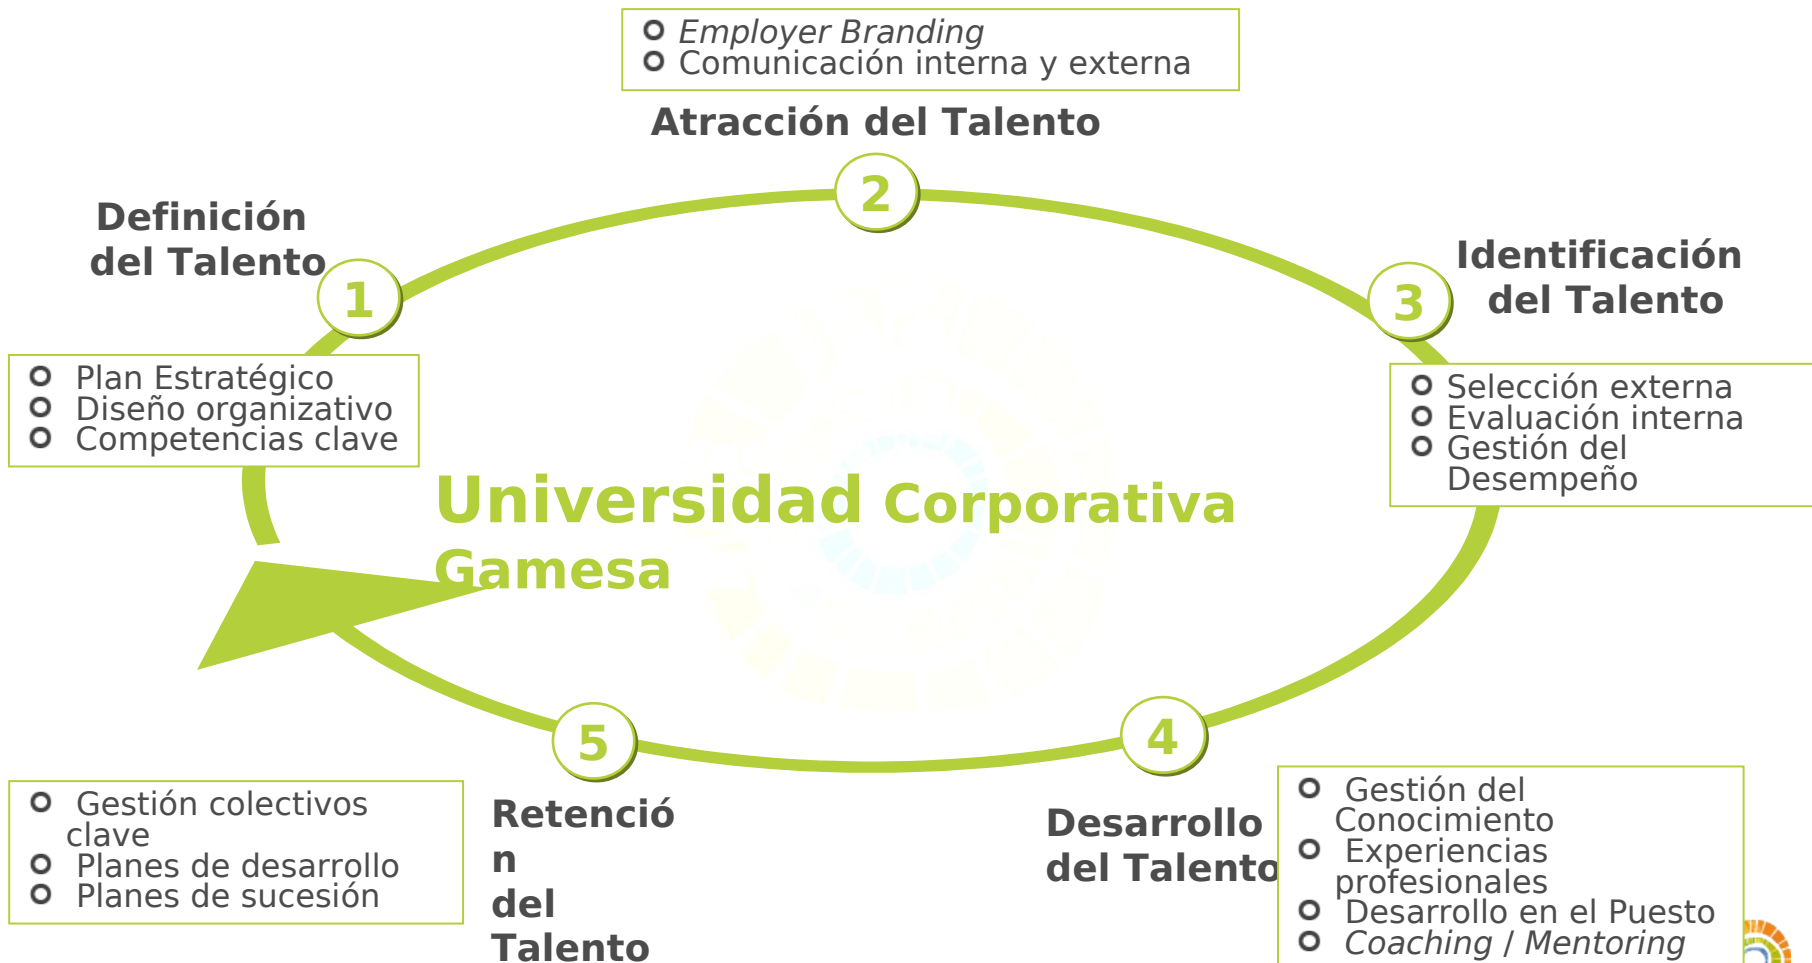 Employer Branding
Comunicación interna y externa
Atracción del Talento
2
Definición
del Talento
1
Identificación
del Talento
3
Plan Estratégico
Diseño organizativo
Competencias clave
Selección externa
Evaluación interna
Gestión del
Desempeño
Universidad Corporativa
Gamesa
5
4
Gestión colectivos
clave
Planes de desarrollo
Planes de sucesión
Retenció
n
del
Talento
Desarrollo
del Talento
Gestión del
Conocimiento
Experiencias
profesionales
Desarrollo en el Puesto
Coaching / Mentoring